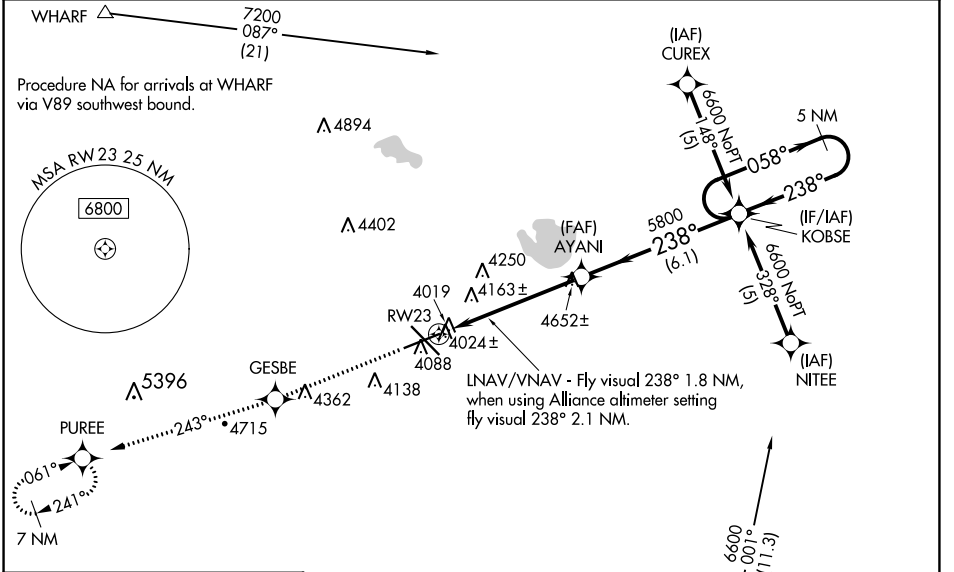 WHARF
7200
087°
(21)
Procedure NA for arrivals at WHARF
via V89 southwest bound.
MSA RW23 25 NM
6800
4894
4402
(IAF)
CUREX
6600 NoPT
148°
(5)
5 NM
058°
238°
(IF/IAF)
KOBSE
5800
238°
(6.1)
(FAF)
AYANI
4250
4163±
4652±
4019
RW23
4024±
4088
6600 NoPT
328°
(5)
(IAF)
NITEE
LNAV/VNAV - Fly visual 238° 1.8 NM,
when using Alliance altimeter setting
fly visual 238° 2.1 NM.
GESBE
4138
4362
5396
243°
4715
PUREE
061°
241°
7 NM
6600
001°
(11.3)